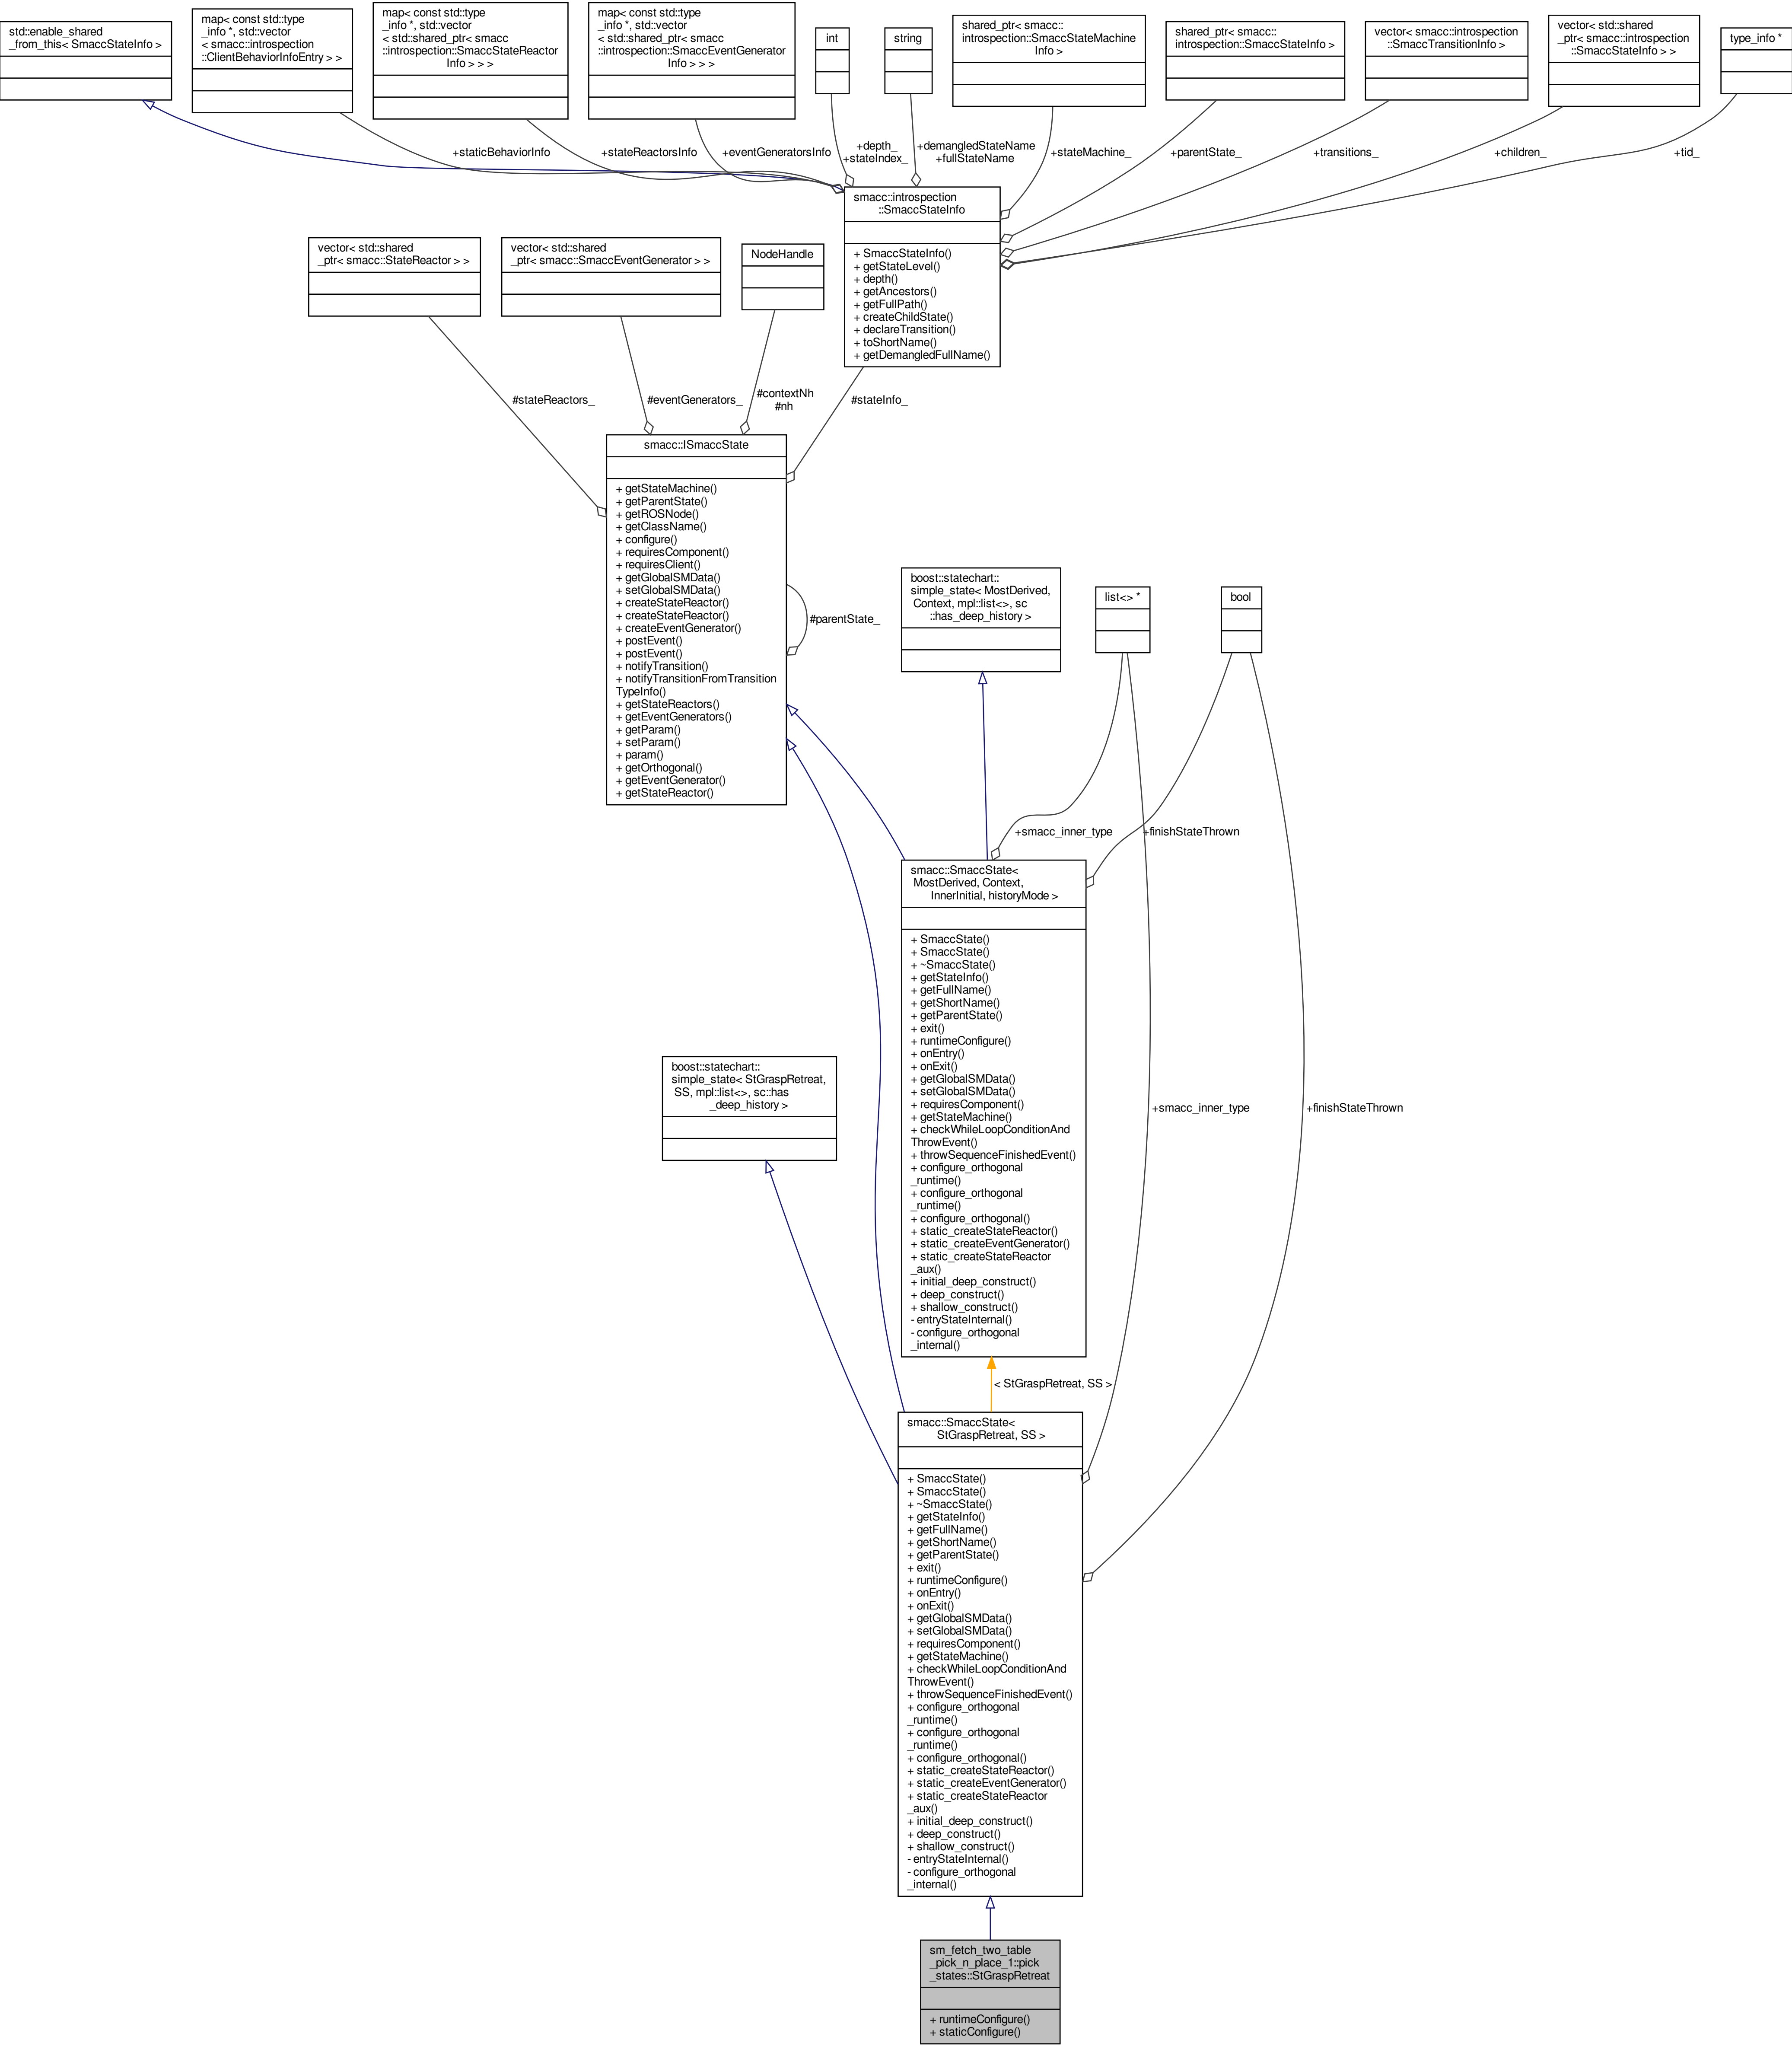 std::enable_shared
_from_this< SmaccStateInfo >
map< const std::type
_info *, std::vector
< smacc::introspection
::ClientBehaviorInfoEntry > >
map< const std::type
_info *, std::vector
< std::shared_ptr< smacc
::introspection::SmaccStateReactor
Info > > >
map< const std::type
_info *, std::vector
< std::shared_ptr< smacc
::introspection::SmaccEventGenerator
Info > > >
int
string
shared_ptr< smacc::
introspection::SmaccStateMachine
Info >
shared_ptr< smacc::
introspection::SmaccStateInfo >
vector< smacc::introspection
::SmaccTransitionInfo >
vector< std::shared
_ptr< smacc::introspection
::SmaccStateInfo > >
type_info *
+staticBehaviorInfo
+stateReactorsInfo
+eventGeneratorsInfo
+depth_
+stateIndex_
+demangledStateName
+fullStateName
+stateMachine_
+parentState_
+transitions_
+children_
+tid_
smacc::introspection
::SmaccStateInfo
+ SmaccStateInfo()
+ getStateLevel()
+ depth()
+ getAncestors()
+ getFullPath()
+ createChildState()
+ declareTransition()
+ toShortName()
+ getDemangledFullName()
vector< std::shared
_ptr< smacc::StateReactor > >
vector< std::shared
_ptr< smacc::SmaccEventGenerator > >
NodeHandle
#stateReactors_
#eventGenerators_
#contextNh
#nh
#stateInfo_
smacc::ISmaccState
+ getStateMachine()
+ getParentState()
+ getROSNode()
+ getClassName()
+ configure()
+ requiresComponent()
+ requiresClient()
+ getGlobalSMData()
+ setGlobalSMData()
+ createStateReactor()
+ createStateReactor()
+ createEventGenerator()
+ postEvent()
+ postEvent()
+ notifyTransition()
+ notifyTransitionFromTransition
TypeInfo()
+ getStateReactors()
+ getEventGenerators()
+ getParam()
+ setParam()
+ param()
+ getOrthogonal()
+ getEventGenerator()
+ getStateReactor()
#parentState_
boost::statechart::
simple_state< MostDerived,
Context, mpl::list<>, sc
::has_deep_history >
list<> *
bool
+smacc_inner_type
+finishStateThrown
smacc::SmaccState<
MostDerived, Context,
InnerInitial, historyMode >
+ SmaccState()
+ SmaccState()
+ ~SmaccState()
+ getStateInfo()
+ getFullName()
+ getShortName()
+ getParentState()
+ exit()
+ runtimeConfigure()
+ onEntry()
+ onExit()
+ getGlobalSMData()
+ setGlobalSMData()
+ requiresComponent()
+ getStateMachine()
+ checkWhileLoopConditionAnd
ThrowEvent()
+ throwSequenceFinishedEvent()
+ configure_orthogonal
_runtime()
+ configure_orthogonal
_runtime()
+ configure_orthogonal()
+ static_createStateReactor()
+ static_createEventGenerator()
+ static_createStateReactor
_aux()
+ initial_deep_construct()
+ deep_construct()
+ shallow_construct()
- entryStateInternal()
- configure_orthogonal
_internal()
boost::statechart::
simple_state< StGraspRetreat,
SS, mpl::list<>, sc::has
_deep_history >
+smacc_inner_type
+finishStateThrown
< StGraspRetreat, SS >
smacc::SmaccState<
StGraspRetreat, SS >
+ SmaccState()
+ SmaccState()
+ ~SmaccState()
+ getStateInfo()
+ getFullName()
+ getShortName()
+ getParentState()
+ exit()
+ runtimeConfigure()
+ onEntry()
+ onExit()
+ getGlobalSMData()
+ setGlobalSMData()
+ requiresComponent()
+ getStateMachine()
+ checkWhileLoopConditionAnd
ThrowEvent()
+ throwSequenceFinishedEvent()
+ configure_orthogonal
_runtime()
+ configure_orthogonal
_runtime()
+ configure_orthogonal()
+ static_createStateReactor()
+ static_createEventGenerator()
+ static_createStateReactor
_aux()
+ initial_deep_construct()
+ deep_construct()
+ shallow_construct()
- entryStateInternal()
- configure_orthogonal
_internal()
sm_fetch_two_table
_pick_n_place_1::pick
_states::StGraspRetreat
+ runtimeConfigure()
+ staticConfigure()